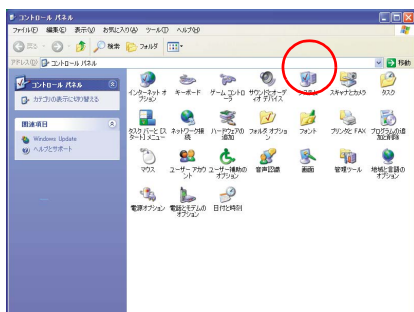 コントロール パネル
ファイル(F) 編集(E) 表示(V) お気に入り(A) ツール(T) ヘルプ(H)
戻る 検索 フォルダ
アドレス(D) コントロール パネル 移動
コントロール パネル
カテゴリの表示に切り替える
関連項目
Windows Update
ヘルプとサポート
インターネット オプション
キーボード
ゲーム コントローラ
サウンドとオーディオ デバイス
システム
スキャナとカメラ
タスク
タスク バーと [スタート] メニュー
ネットワーク接続
ハードウェアの追加
フォルダ オプション
フォント
プリンタと FAX
プログラムの追加と削除
マウス
ユーザー アカウント
ユーザー補助のオプション
音声認識
画面
管理ツール
地域と言語の
電源オプション
電話とモデムのオプション
日付と時刻